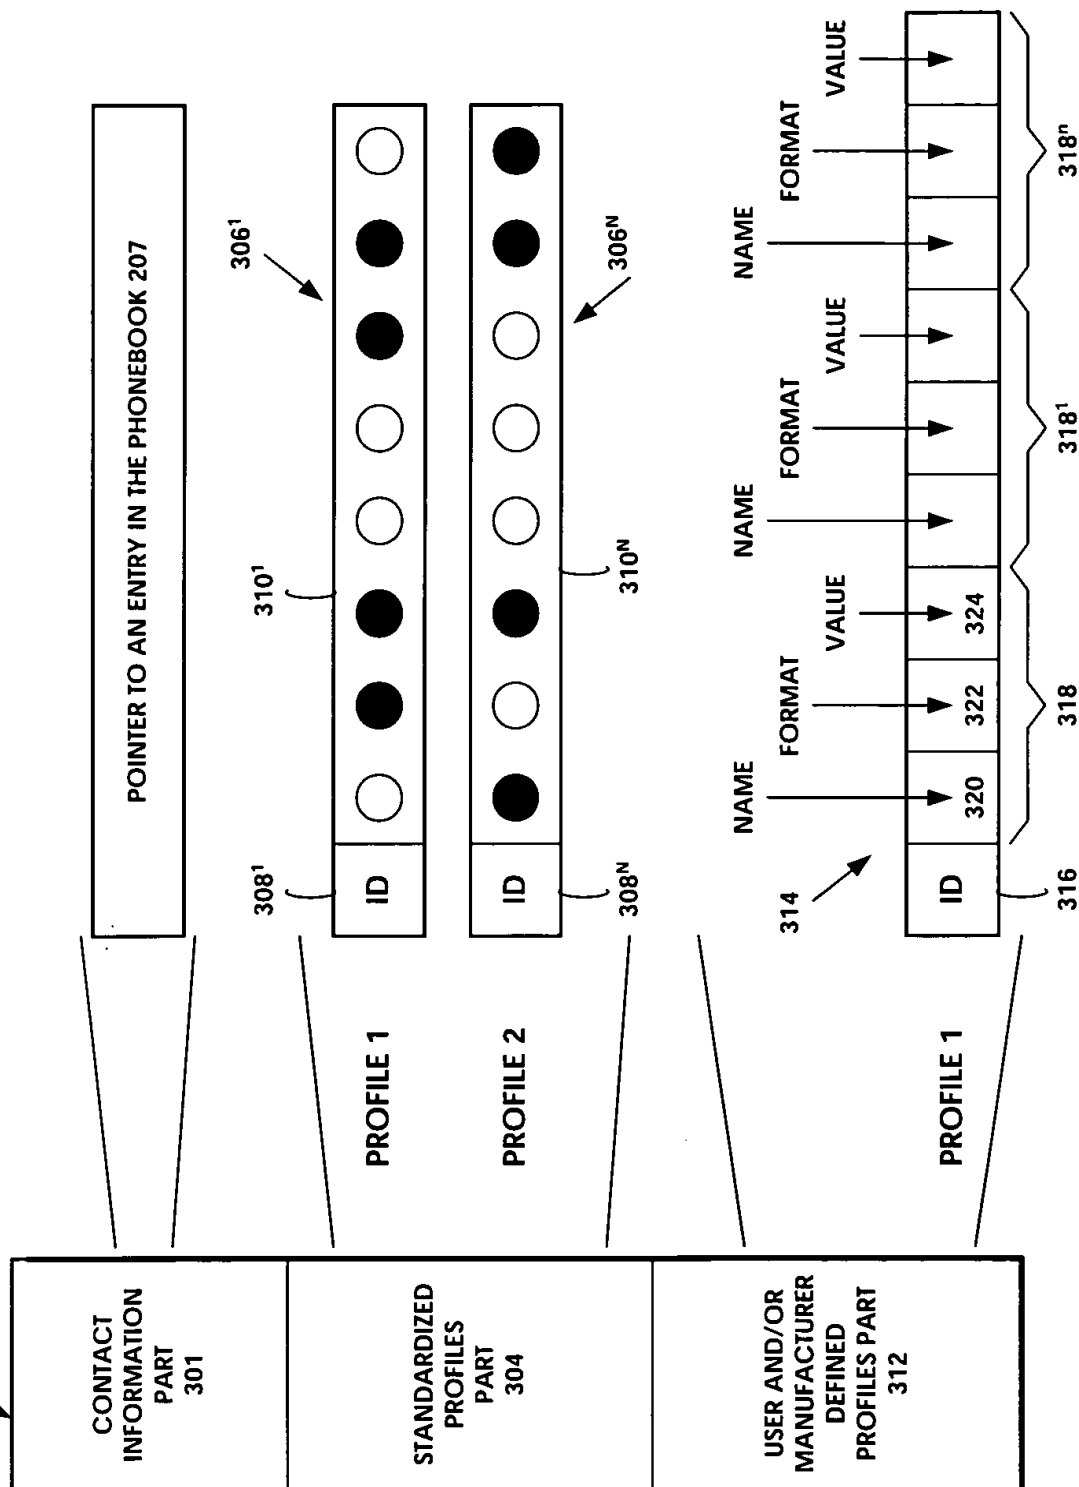 CONTACT
INFORMATION
PART
301
POINTER TO AN ENTRY IN THE PHONEBOOK 207
STANDARDIZED
PROFILES
PART
304
PROFILE 1
308¹
ID
310¹
306¹
PROFILE 2
ID
308ᴺ
310ᴺ
306ᴺ
USER AND/OR
MANUFACTURER
DEFINED
PROFILES PART
312
PROFILE 1
314
NAME
FORMAT
VALUE
NAME
FORMAT
VALUE
NAME
FORMAT
VALUE
ID
320
322
324
316
318
318¹
318ⁿ